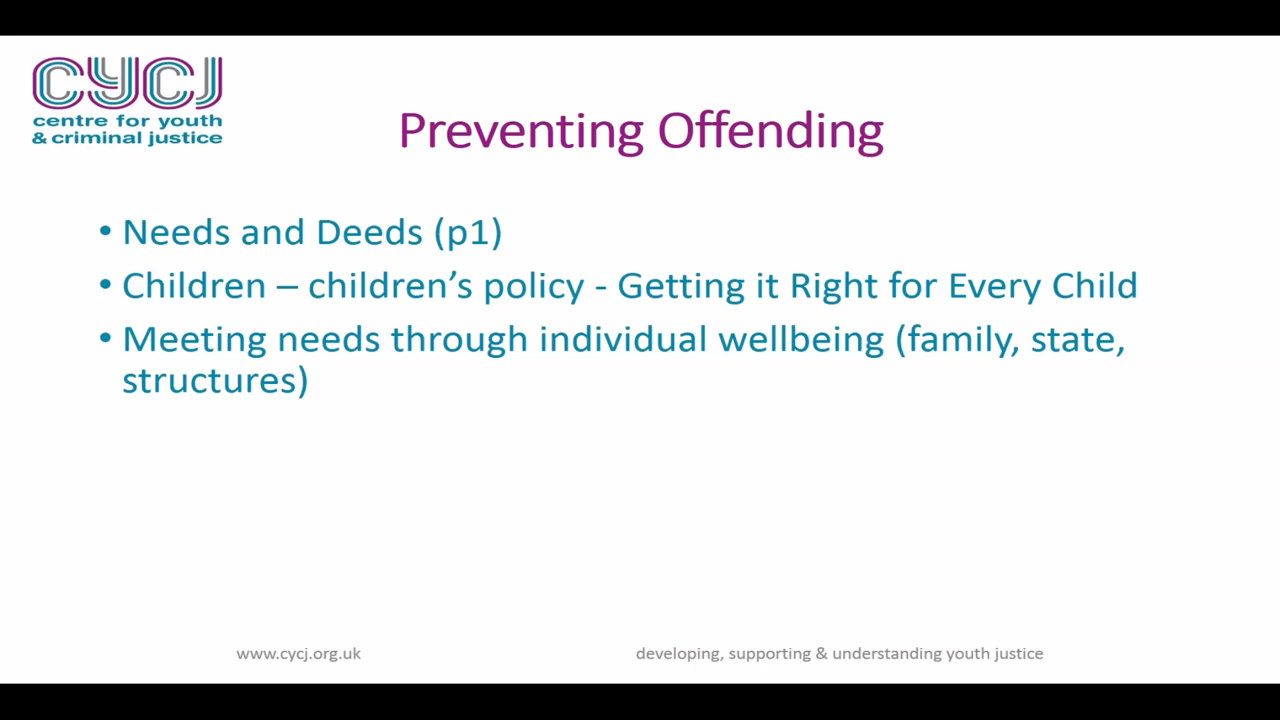 CYCJ
centre for youth
& criminal justice
Preventing Offending
• Needs and Deeds (p1)
• Children – children’s policy - Getting it Right for Every Child
• Meeting needs through individual wellbeing (family, state,
structures)
www.cycj.org.uk
developing, supporting & understanding youth justice